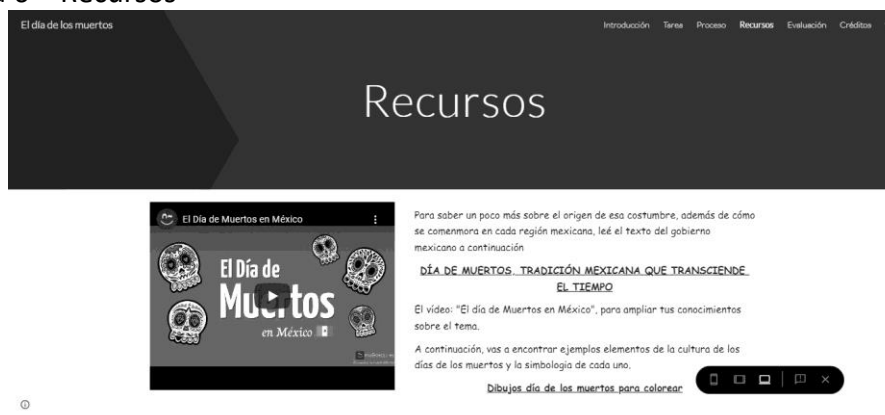 Recursos
El día de los muertos
Introducción Tarea Proceso Recursos Evaluación Créditos
Recursos
El Día de Muertos en México
El Día de
Muertos
en México
Para saber un poco más sobre el origen de esa costumbre, además de cómo
se comenmora en cada región mexicana, leé el texto del gobierno
mexicano a continuación
DÍA DE MUERTOS. TRADICIÓN MEXICANA QUE TRANSCIENDE
EL TIEMPO
El vídeo: "El día de Muertos en México", para ampliar tus conocimientos
sobre el tema.
A continuación, vas a encontrar ejemplos elementos de la cultura de los
días de los muertos y la simbologia de cada uno.
Dibujos día de los muertos para colorear